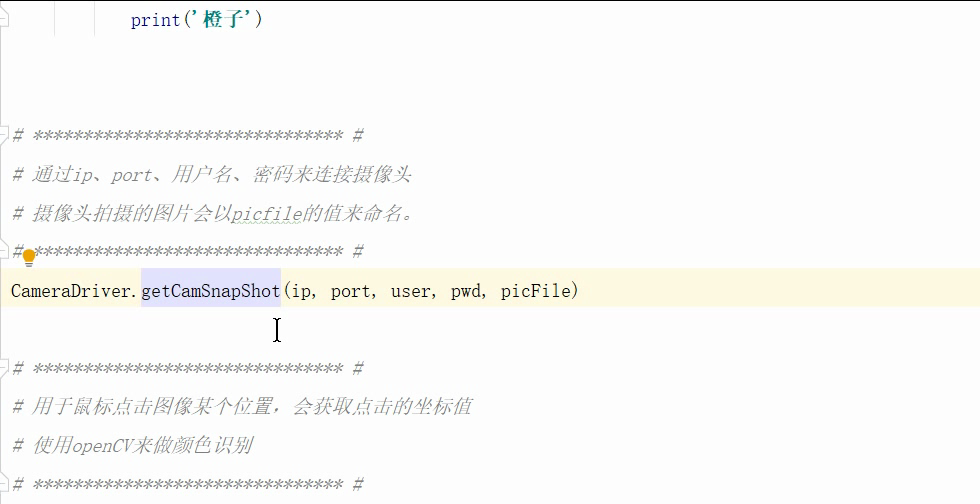 print('橙子')
# ******************************* #
# 通过ip、port、用户名、密码来连接摄像头
# 摄像头拍摄的图片会以picfile的值来命名。
# ******************************* #
CameraDriver.getCamSnapShot(ip, port, user, pwd, picFile)
# ******************************* #
# 用于鼠标点击图像某个位置，会获取点击的坐标值
# 使用openCV来做颜色识别
# ******************************* #